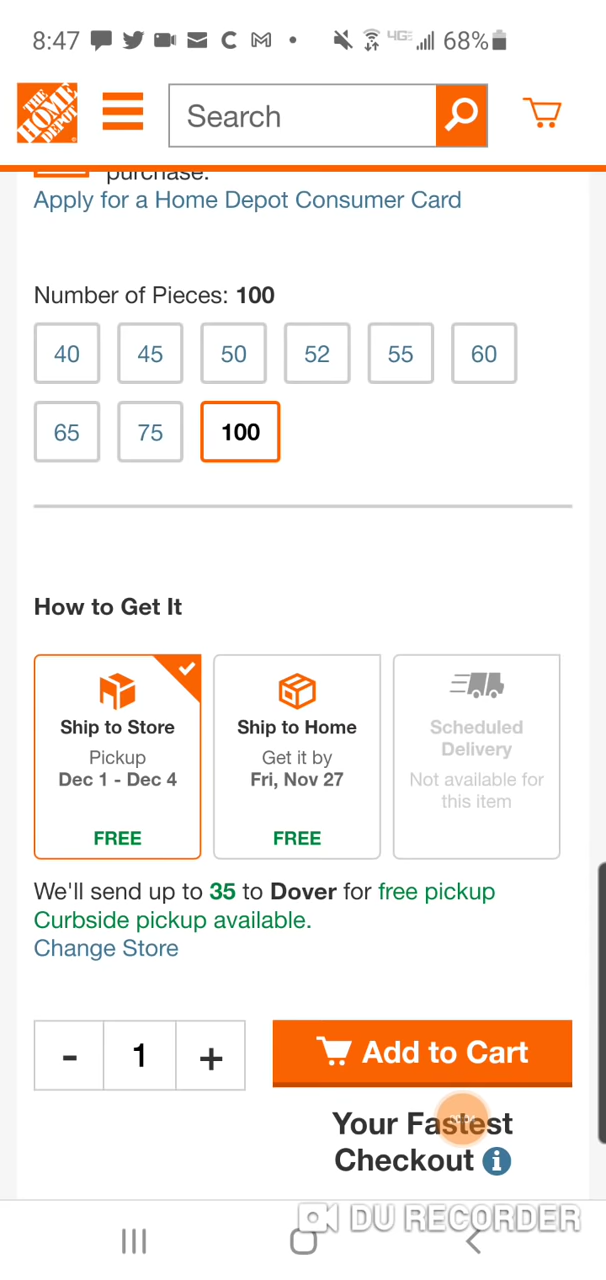 8:47 C M • 4GE 68%
THE HOME DEPOT
Search
purchase.
Apply for a Home Depot Consumer Card
Number of Pieces: 100
40 45 50 52 55 60
65 75 100
How to Get It
Ship to Store
Pickup
Dec 1 - Dec 4
FREE
Ship to Home
Get it by
Fri, Nov 27
FREE
Scheduled
Delivery
Not available for
this item
We'll send up to 35 to Dover for free pickup
Curbside pickup available.
Change Store
- 1 + Add to Cart
Your Fastest
Checkout i
DU RECORDER